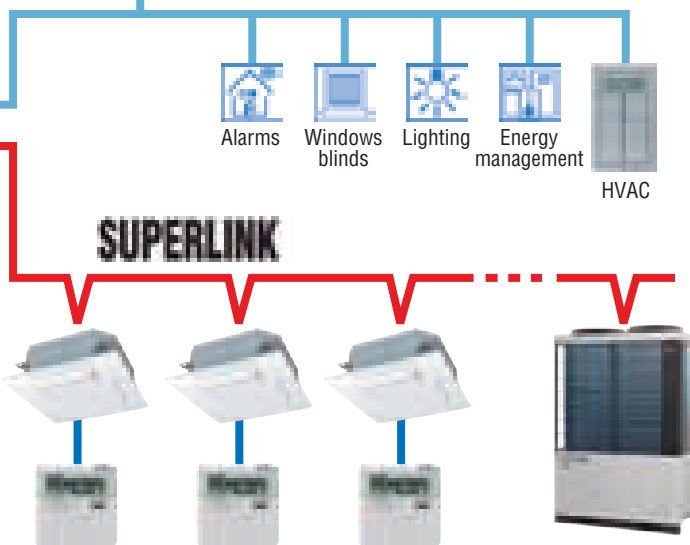 Alarms
Windows
blinds
Lighting
Energy
management
HVAC
SUPERLINK